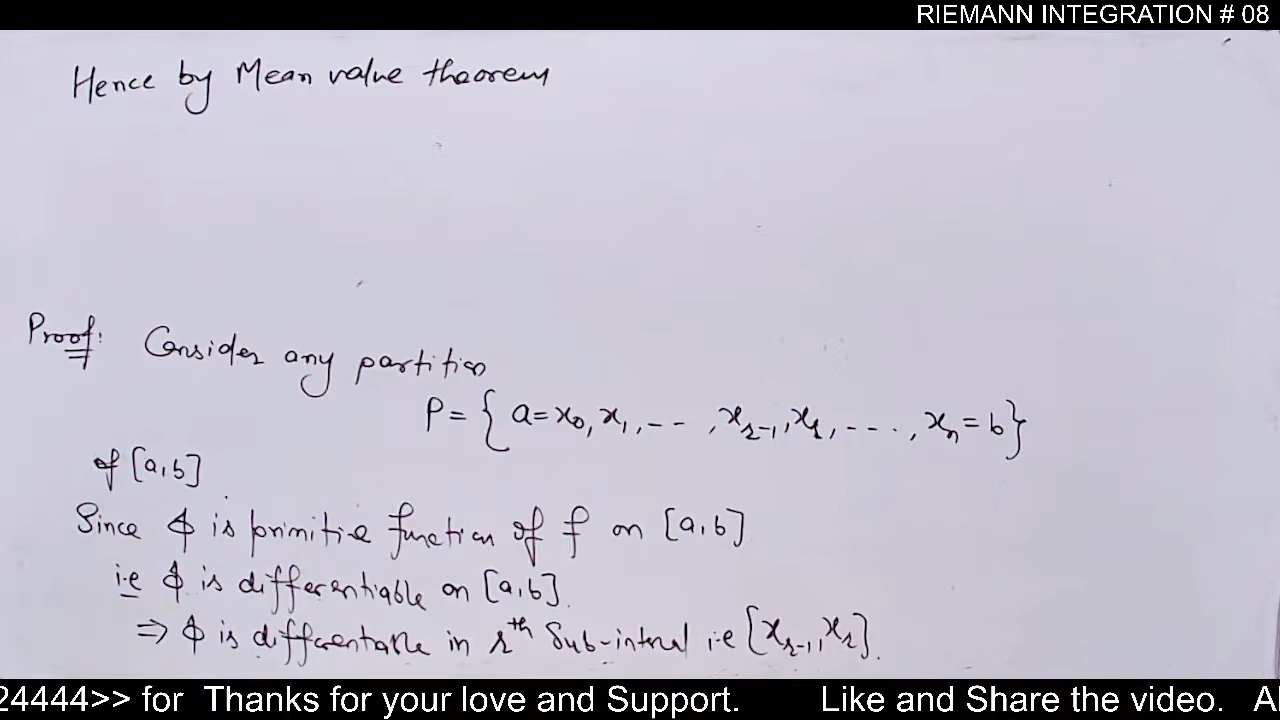 RIEMANN INTEGRATION # 08
Hence by Mean value theorem
Proof: Consider any partition
P = { a = x₀, x₁, -- , xᵣ₋₁, xᵣ, --- , xₙ = b }
of [a,b]
Since ϕ is primitive function of f on [a,b]
i.e ϕ is differentiable on [a,b].
⇒ ϕ is differentable in rᵗʰ Sub-interval i.e [xᵣ₋₁, xᵣ].
24444>> for Thanks for your love and Support. Like and Share the video. A